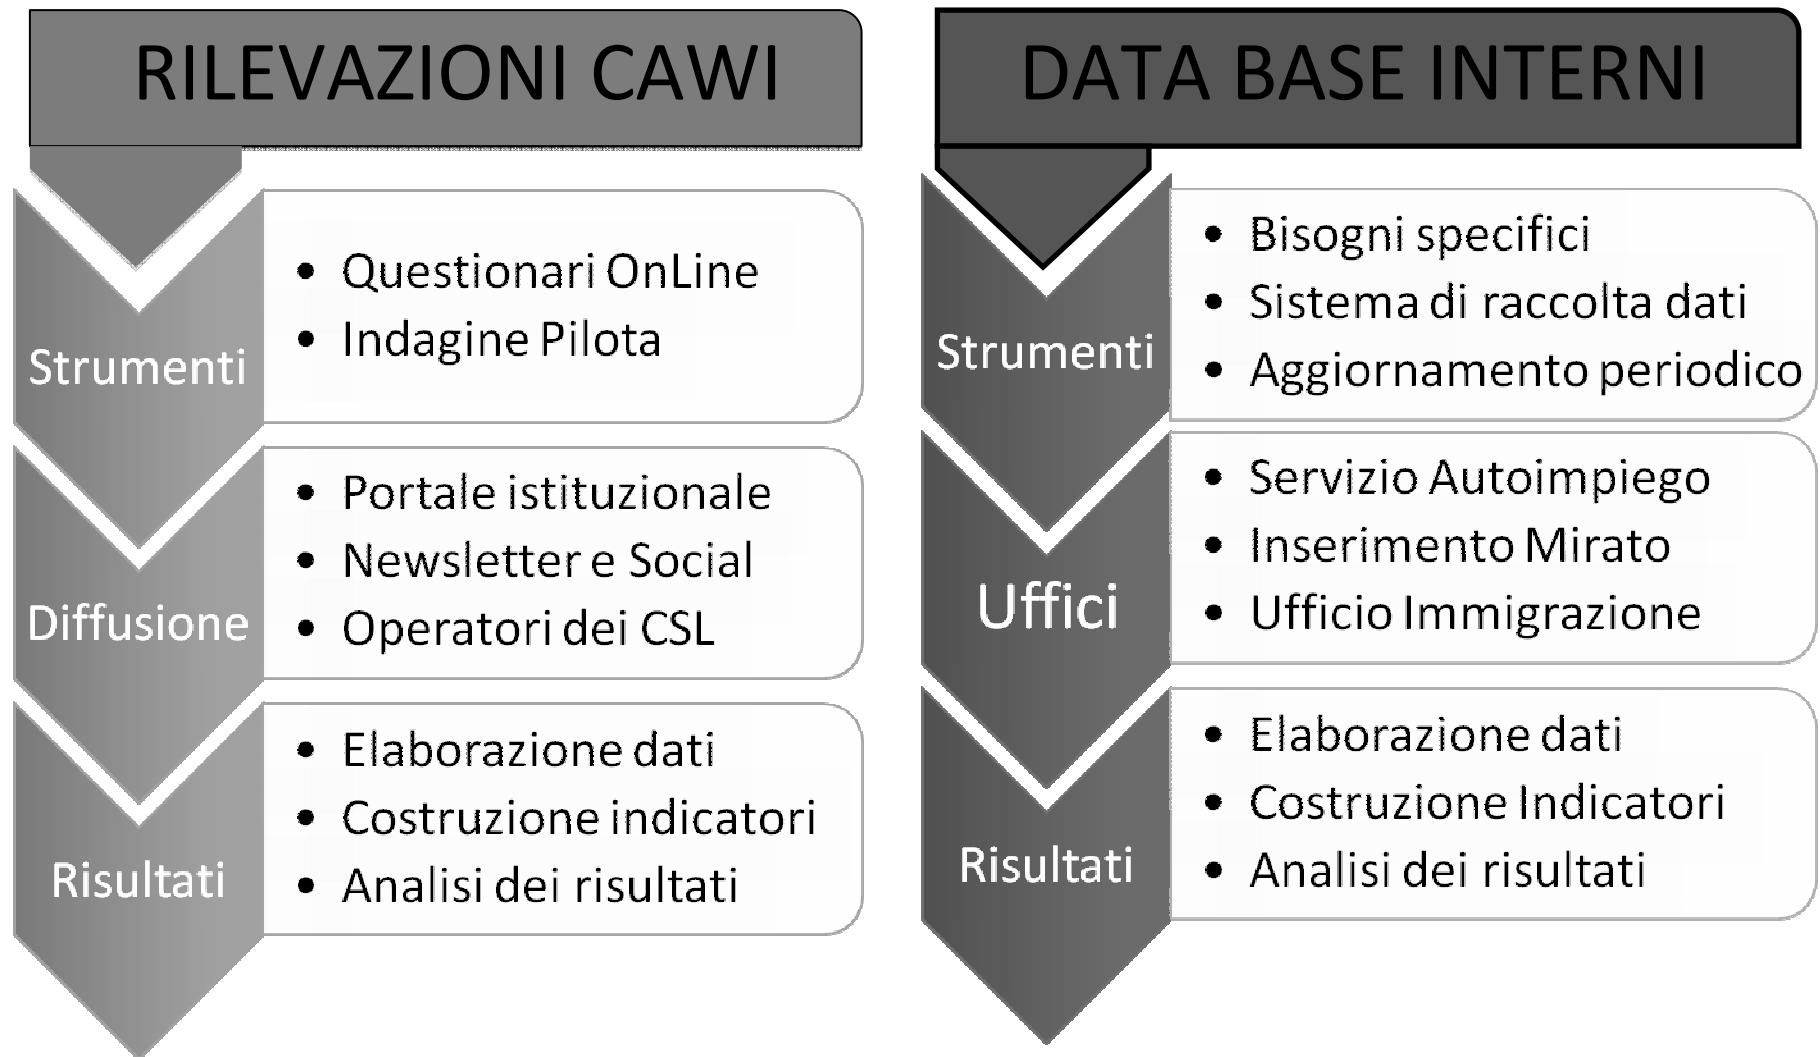 RILEVAZIONI CAWI
Strumenti
• Questionari OnLine
• Indagine Pilota
Diffusione
• Portale istituzionale
• Newsletter e Social
• Operatori dei CSL
Risultati
• Elaborazione dati
• Costruzione indicatori
• Analisi dei risultati
DATA BASE INTERNI
Strumenti
• Bisogni specifici
• Sistema di raccolta dati
• Aggiornamento periodico
Uffici
• Servizio Autoimpiego
• Inserimento Mirato
• Ufficio Immigrazione
Risultati
• Elaborazione dati
• Costruzione Indicatori
• Analisi dei risultati